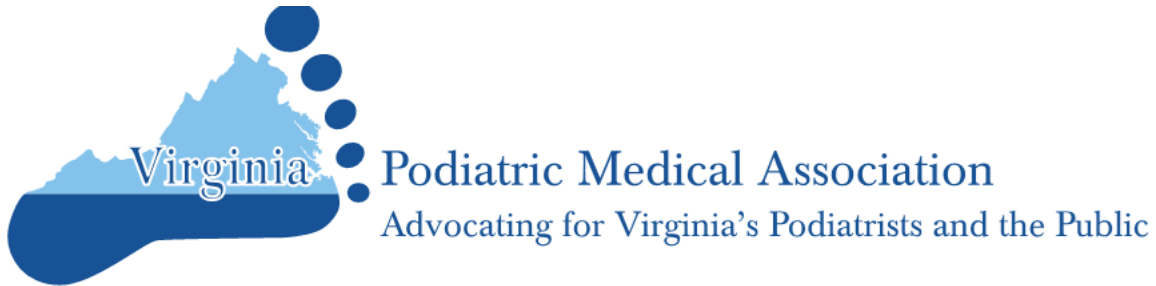 Virginia Podiatric Medical Association
Advocating for Virginia's Podiatrists and the Public